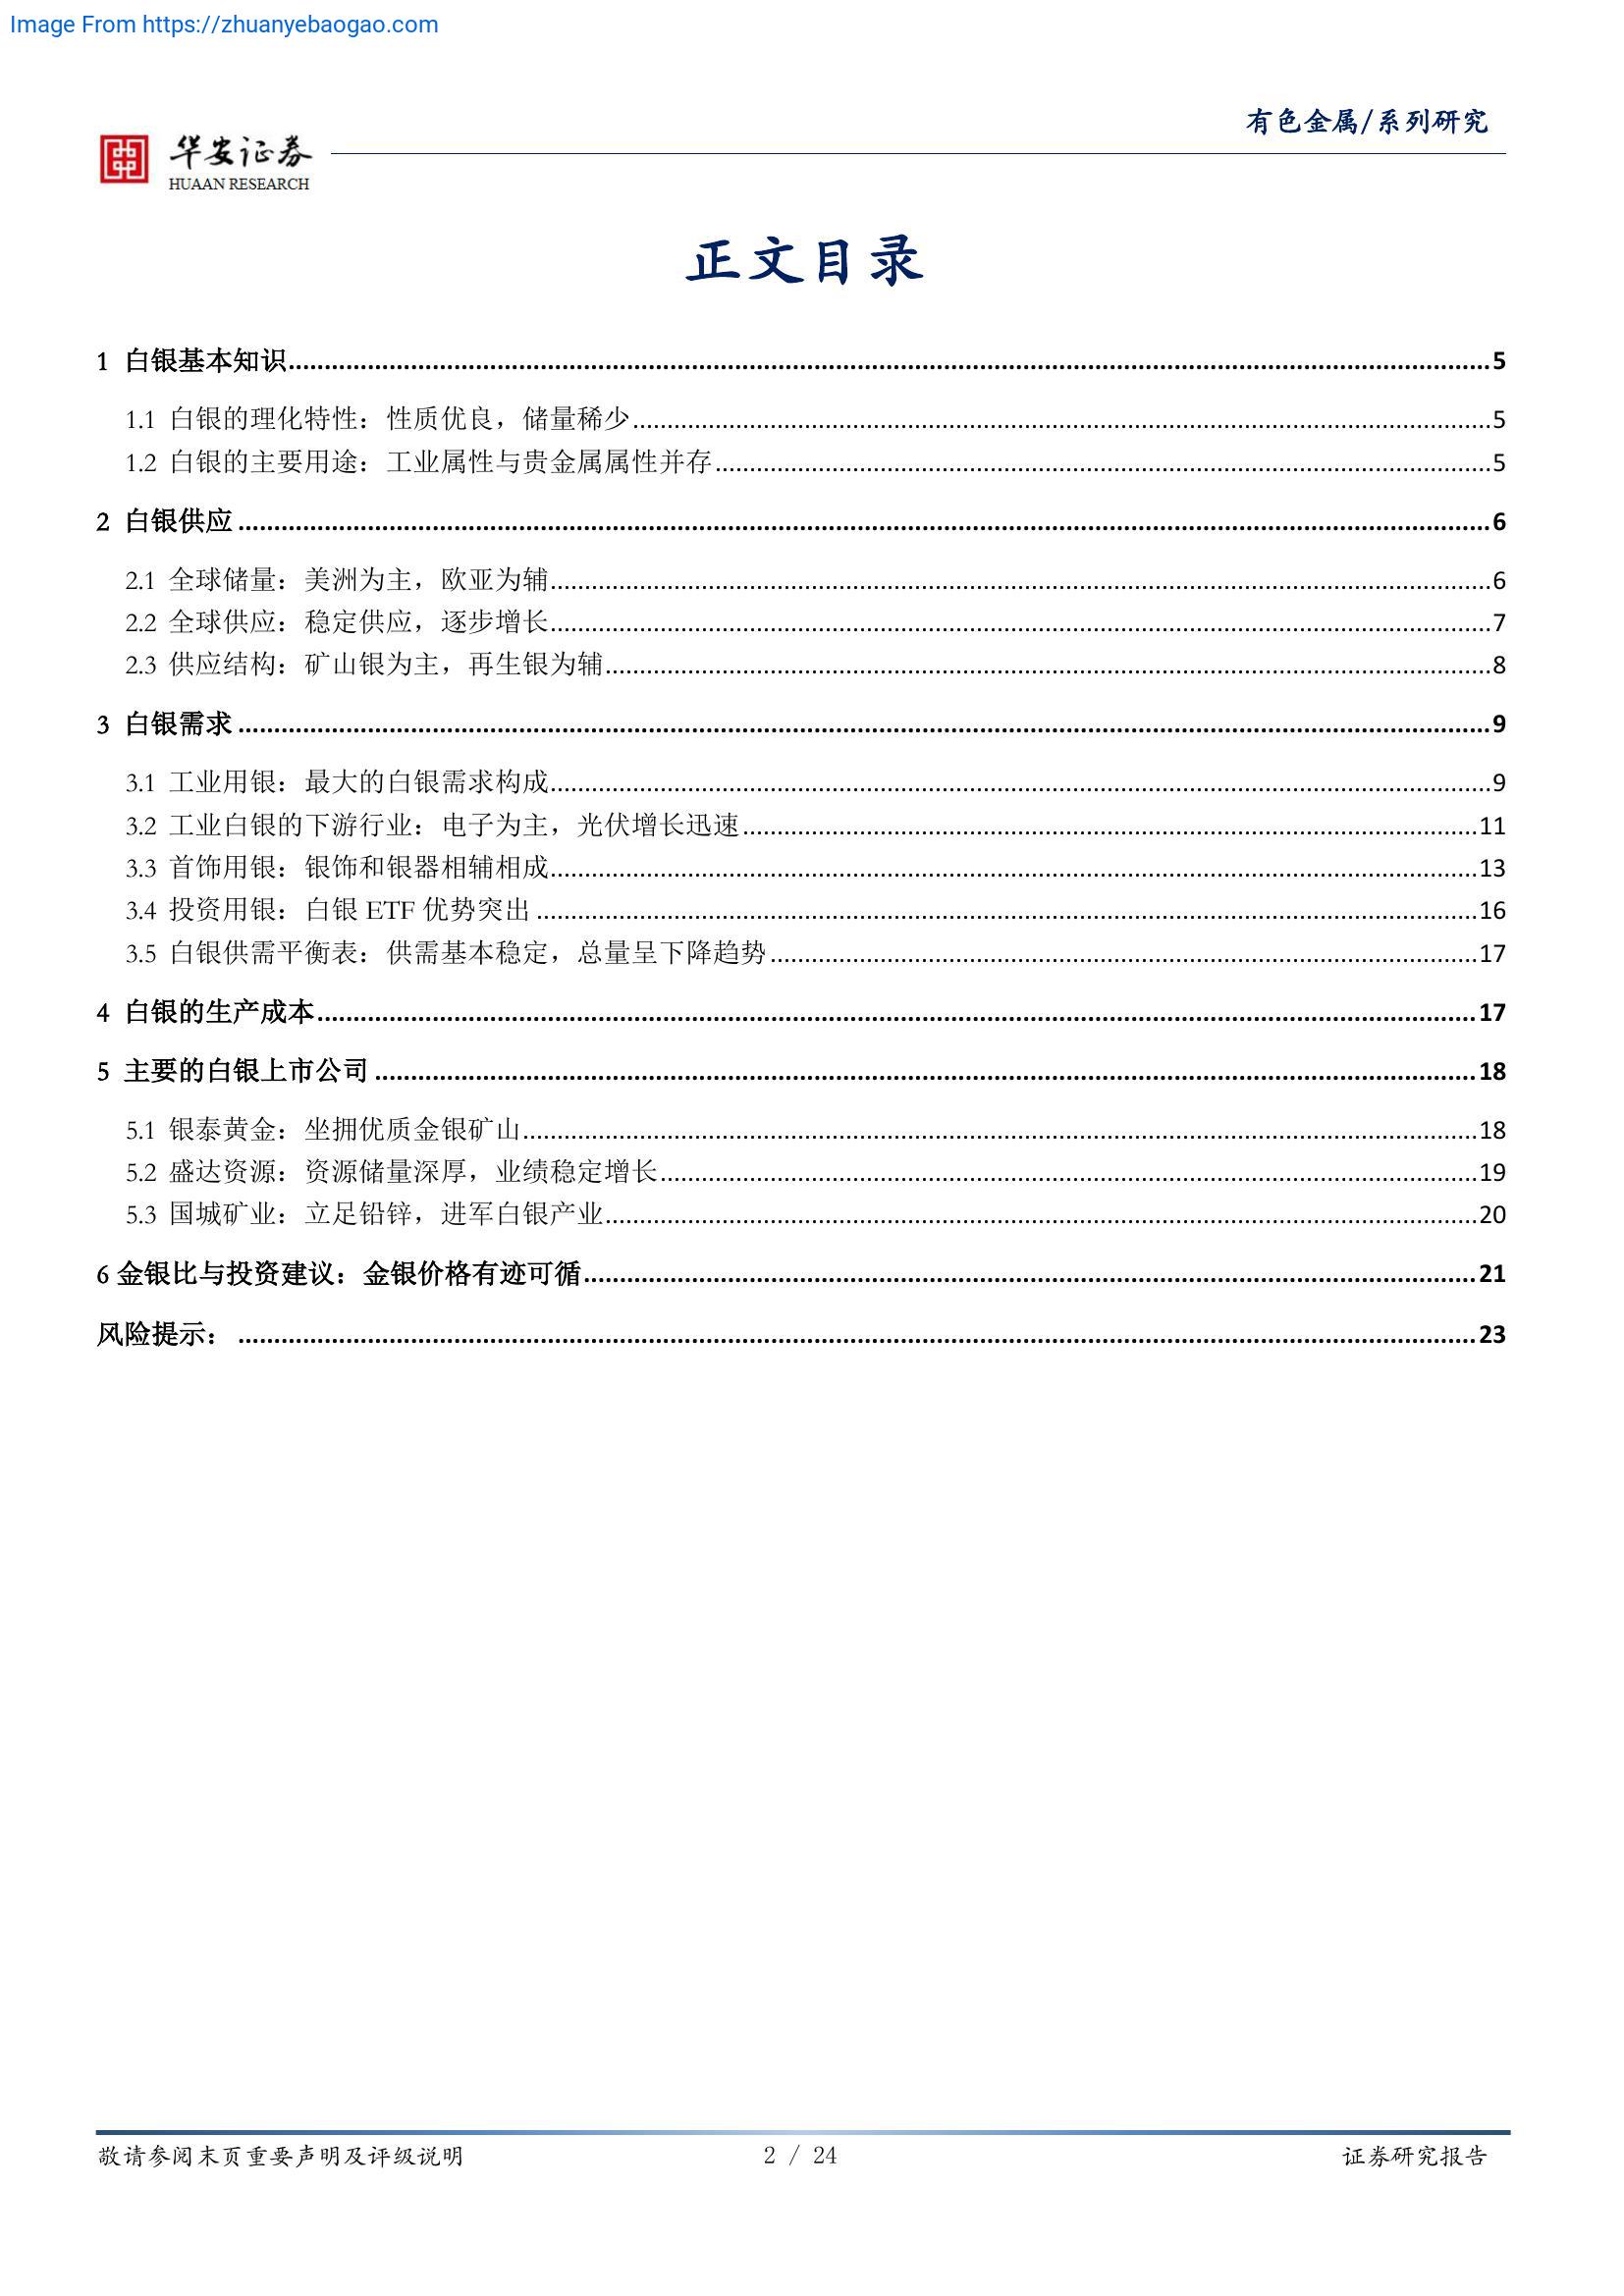 Image From https://zhuanyebaogao.com
有色金属/系列研究
华安证券
HUAAN RESEARCH
正文目录
1 白银基本知识....................5
1.1 白银的理化特性：性质优良，储量稀少....................5
1.2 白银的主要用途：工业属性与贵金属属性并存....................5
2 白银供应....................6
2.1 全球储量：美洲为主，欧亚为辅....................6
2.2 全球供应：稳定供应，逐步增长....................7
2.3 供应结构：矿山银为主，再生银为辅....................8
3 白银需求....................9
3.1 工业用银：最大的白银需求构成....................9
3.2 工业白银的下游行业：电子为主，光伏增长迅速....................11
3.3 首饰用银：银饰和银器相辅相成....................13
3.4 投资用银：白银 ETF 优势突出....................16
3.5 白银供需平衡表：供需基本稳定，总量呈下降趋势....................17
4 白银的生产成本....................17
5 主要的白银上市公司....................18
5.1 银泰黄金：坐拥优质金银矿山....................18
5.2 盛达资源：资源储量深厚，业绩稳定增长....................19
5.3 国城矿业：立足铅锌，进军白银产业....................20
6 金银比与投资建议：金银价格有迹可循....................21
风险提示：....................23
敬请参阅末页重要声明及评级说明
2 / 24
证券研究报告